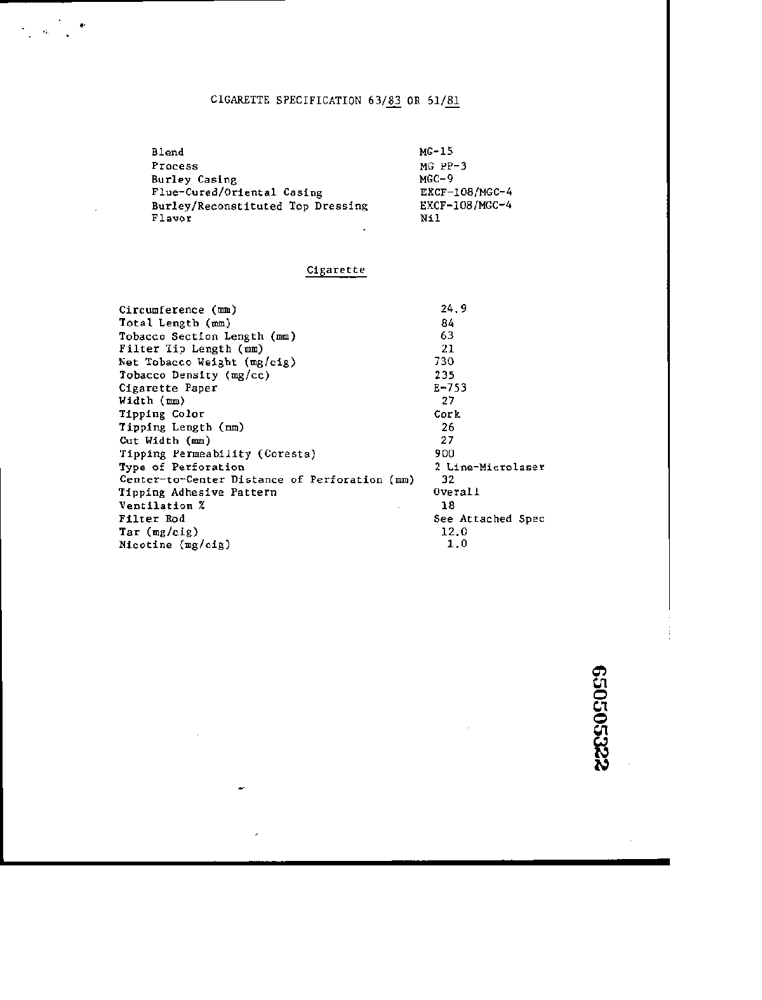 CIGARETTE SPECIFICATION 63/83 OR 51/81
Blend MG-15
Process MG PP-3
Burley Casing MGC-9
Flue-Cured/Oriental Casing EXCF-108/MGC-4
Burley/Reconstituted Top Dressing EXCF-108/MGC-4
Flavor Nil
Cigarette
Circumference (mm) 24.9
Total Length (mm) 84
Tobacco Section Length (mm) 63
Filter Tip Length (mm) 21
Net Tobacco Weight (mg/cig) 730
Tobacco Density (mg/cc) 235
Cigarette Paper E-753
Width (mm) 27
Tipping Color Cork
Tipping Length (mm) 26
Cut Width (mm) 27
Tipping Permeability (Coresta) 900
Type of Perforation 2 Line-Microlaser
Center-to-Center Distance of Perforation (mm) 32
Tipping Adhesive Pattern Overall
Ventilation % 18
Filter Rod See Attached Spec
Tar (mg/cig) 12.0
Nicotine (mg/cig) 1.0
650505322